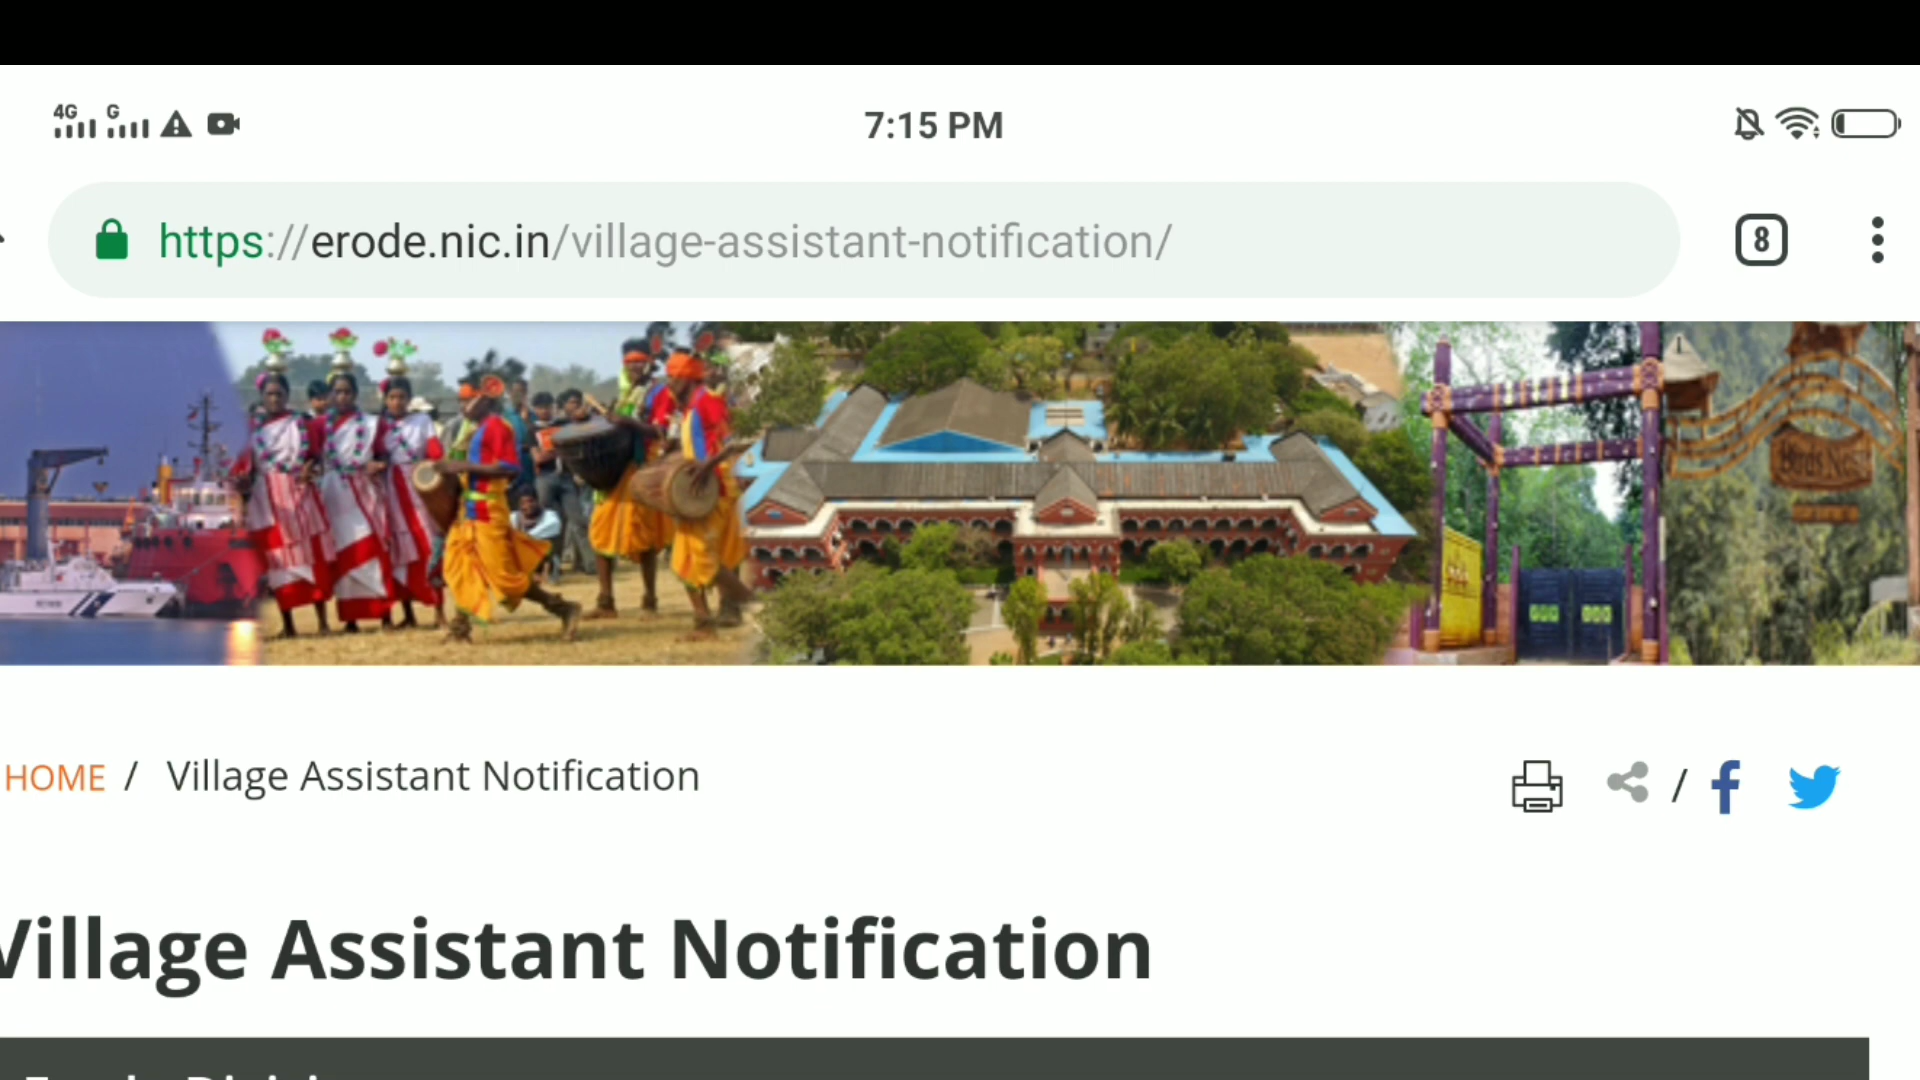 4G G
7:15 PM
https://erode.nic.in/village-assistant-notification/
8
HOME / Village Assistant Notification
/
Village Assistant Notification